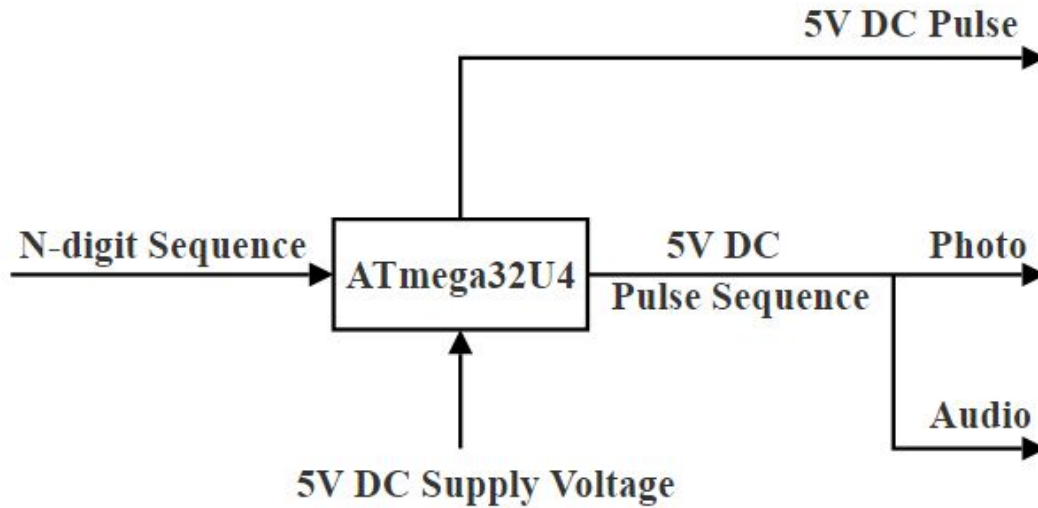 5V DC Pulse
N-digit Sequence
ATmega32U4
5V DC
Pulse Sequence
Photo
Audio
5V DC Supply Voltage